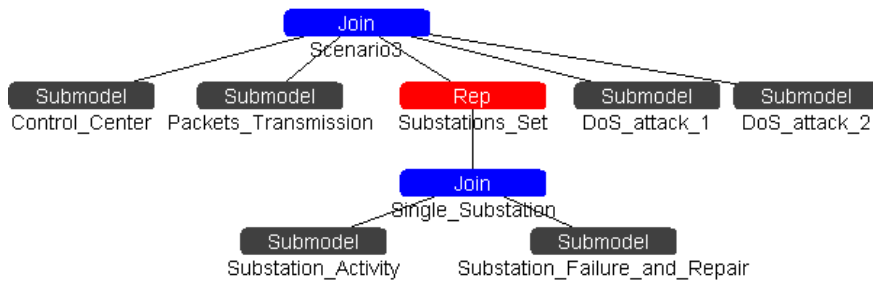 Join
Scenario3
Submodel Submodel Rep Submodel Submodel
Control_Center Packets_Transmission Substations_Set DoS_attack_1 DoS_attack_2
Join
Single_Substation
Submodel Submodel
Substation_Activity Substation_Failure_and_Repair